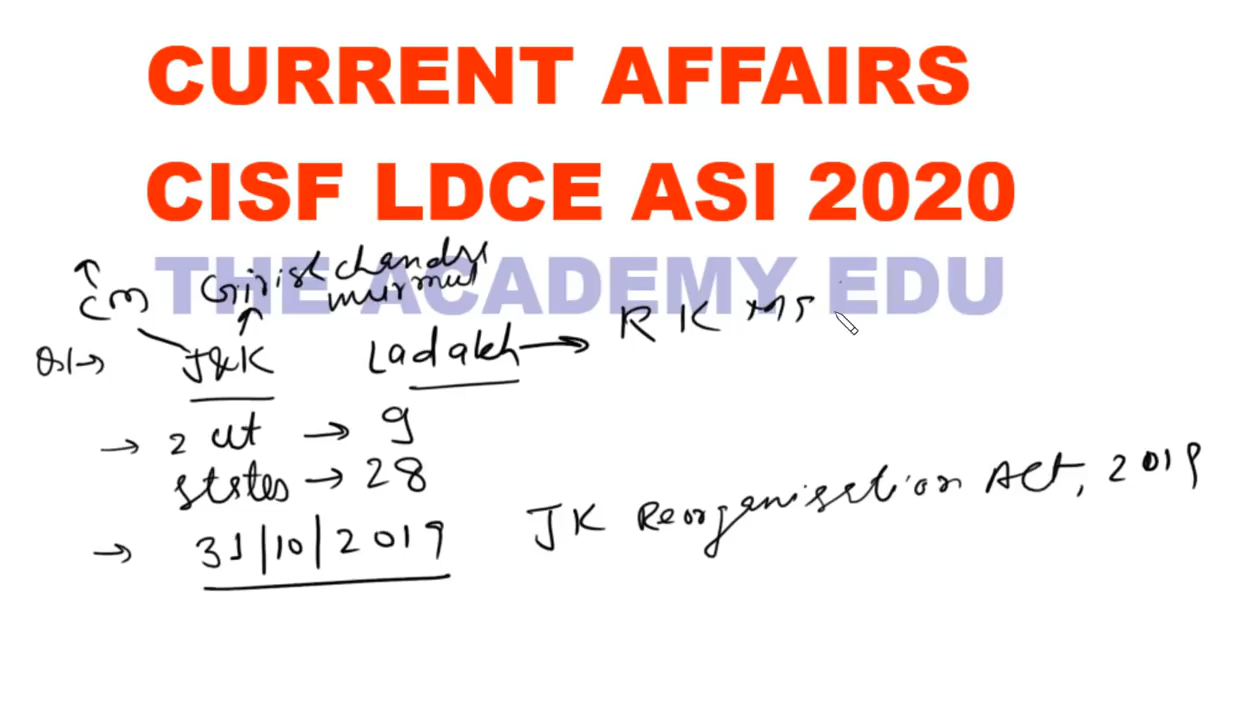 CURRENT AFFAIRS
CISF LDCE ASI 2020
THE ACADEMY EDU
CM Girish chandra
murmu
J&K Ladakh → R K
→ 2 ut → 9
states → 28
→ 31/10/2019 JK Reorganisation Act, 2019